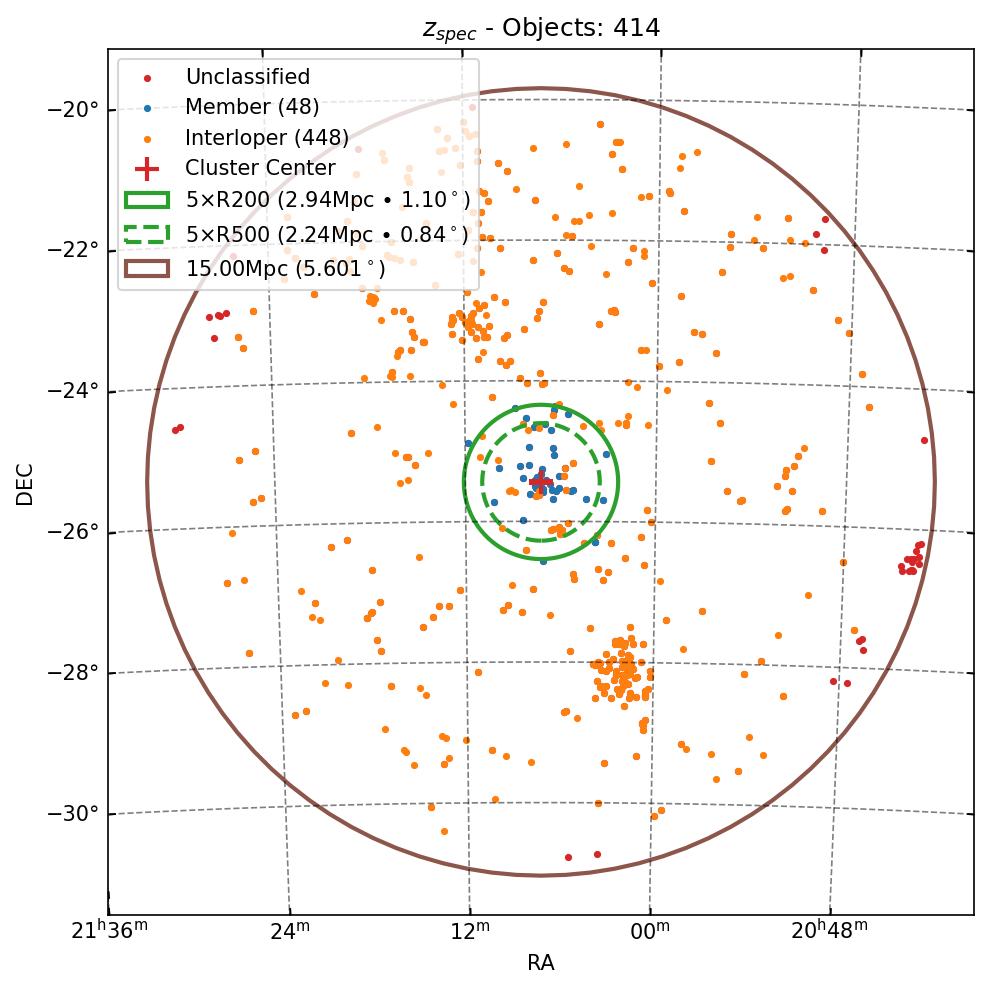 z_spec - Objects: 414
Unclassified
Member (48)
Interloper (448)
Cluster Center
5×R200 (2.94Mpc • 1.10°)
5×R500 (2.24Mpc • 0.84°)
15.00Mpc (5.601°)
−20°
−22°
−24°
−26°
−28°
−30°
DEC
21ʰ36ᵐ 24ᵐ 12ᵐ 00ᵐ 20ʰ48ᵐ
RA